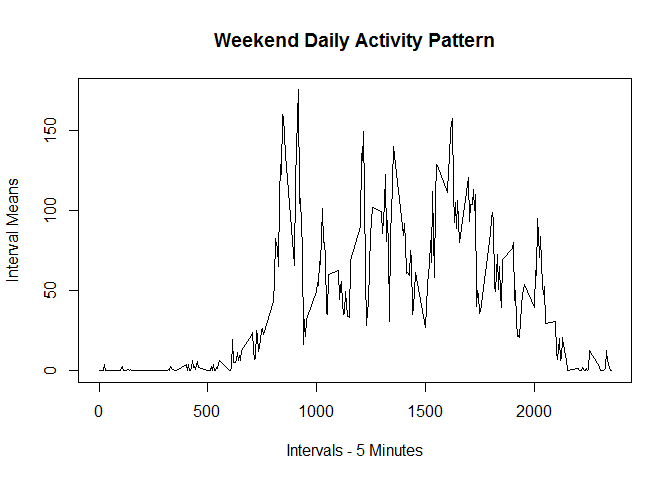 Weekend Daily Activity Pattern
Interval Means
150
100
50
0
0 500 1000 1500 2000
Intervals - 5 Minutes